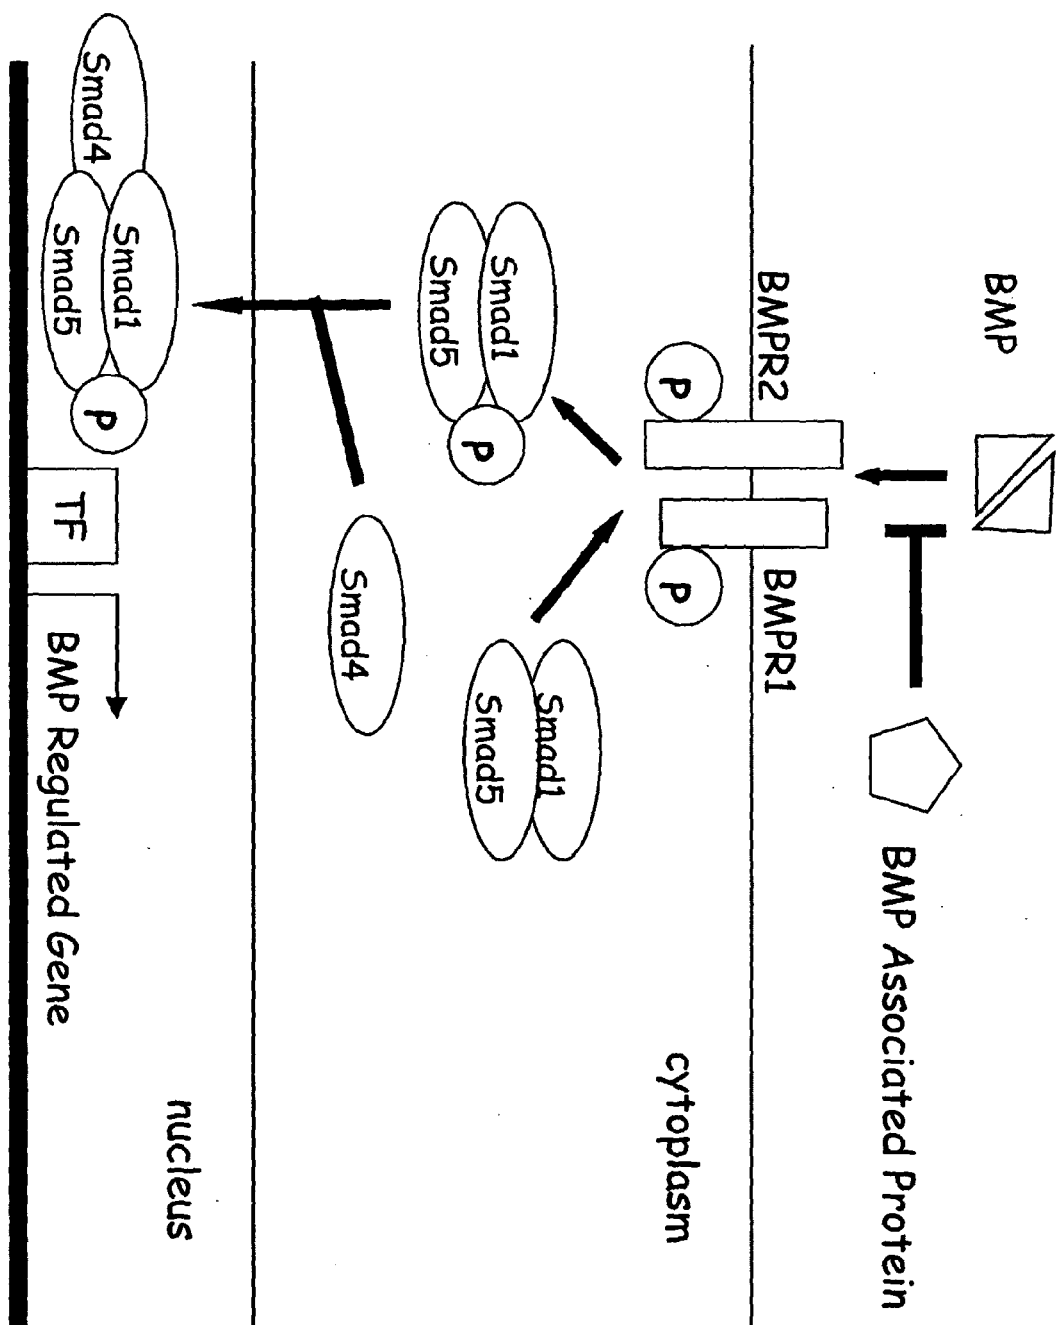 BMP
BMP Associated Protein
BMPR2
BMPR1
P
P
cytoplasm
Smad1
Smad5
P
Smad1
Smad5
Smad4
nucleus
Smad4
Smad1
Smad5
P
TF
BMP Regulated Gene